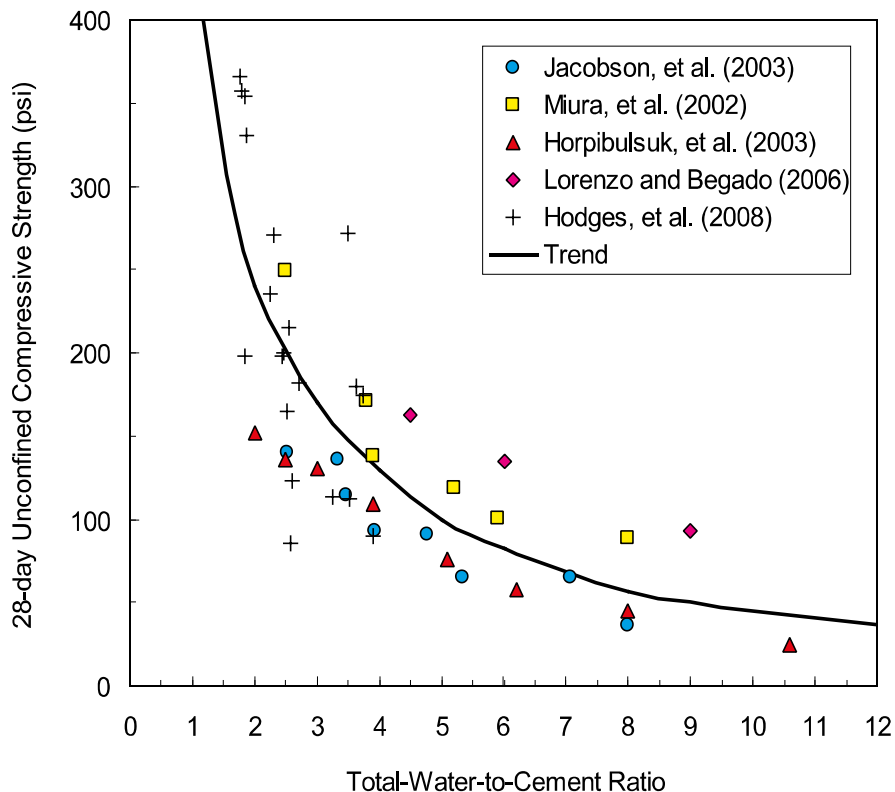 400
300
200
100
0
28-day Unconfined Compressive Strength (psi)
Jacobson, et al. (2003)
Miura, et al. (2002)
Horpibulsuk, et al. (2003)
Lorenzo and Begado (2006)
Hodges, et al. (2008)
Trend
0 1 2 3 4 5 6 7 8 9 10 11 12
Total-Water-to-Cement Ratio